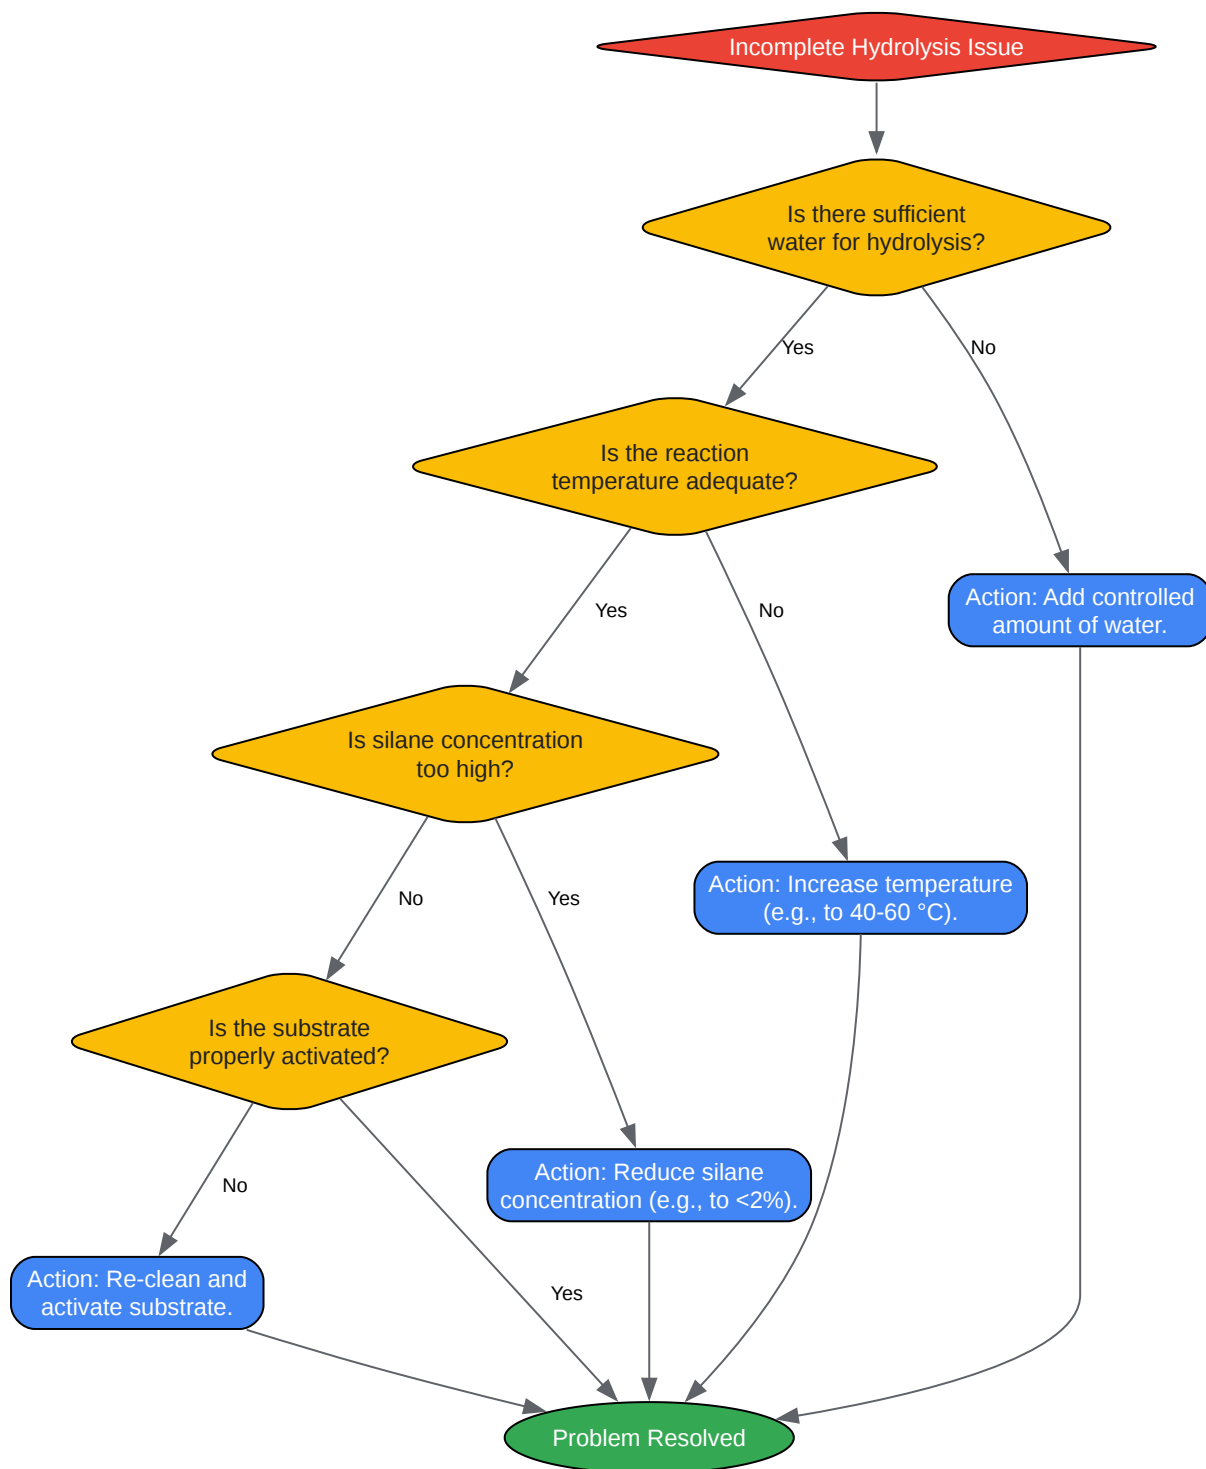 Incomplete Hydrolysis Issue
Is there sufficient
water for hydrolysis?
Yes
No
Is the reaction
temperature adequate?
Yes
No
Action: Add controlled
amount of water.
Is silane concentration
too high?
No
Yes
Action: Increase temperature
(e.g., to 40-60 °C).
Is the substrate
properly activated?
No
Yes
Action: Reduce silane
concentration (e.g., to <2%).
Action: Re-clean and
activate substrate.
Problem Resolved